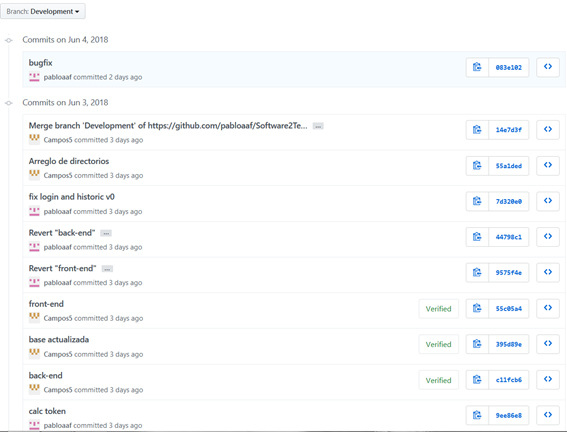 Branch: Development
Commits on Jun 4, 2018
bugfix
083e102
pabloaaf committed 2 days ago
Commits on Jun 3, 2018
Merge branch 'Development' of https://github.com/pabloaaf/Software2Te... ...
14e7d3f
Campos5 committed 3 days ago
Arreglo de directorios
55a1ded
Campos5 committed 3 days ago
fix login and historic v0
7d320e0
pabloaaf committed 3 days ago
Revert "back-end" ...
44798c1
pabloaaf committed 3 days ago
Revert "front-end" ...
9575f4e
pabloaaf committed 3 days ago
front-end
Verified 55c05a4
Campos5 committed 3 days ago
base actualizada
Verified 395d89e
Campos5 committed 3 days ago
back-end
Verified c11fcb6
Campos5 committed 3 days ago
calc token
9ee86e8
pabloaaf committed 3 days ago